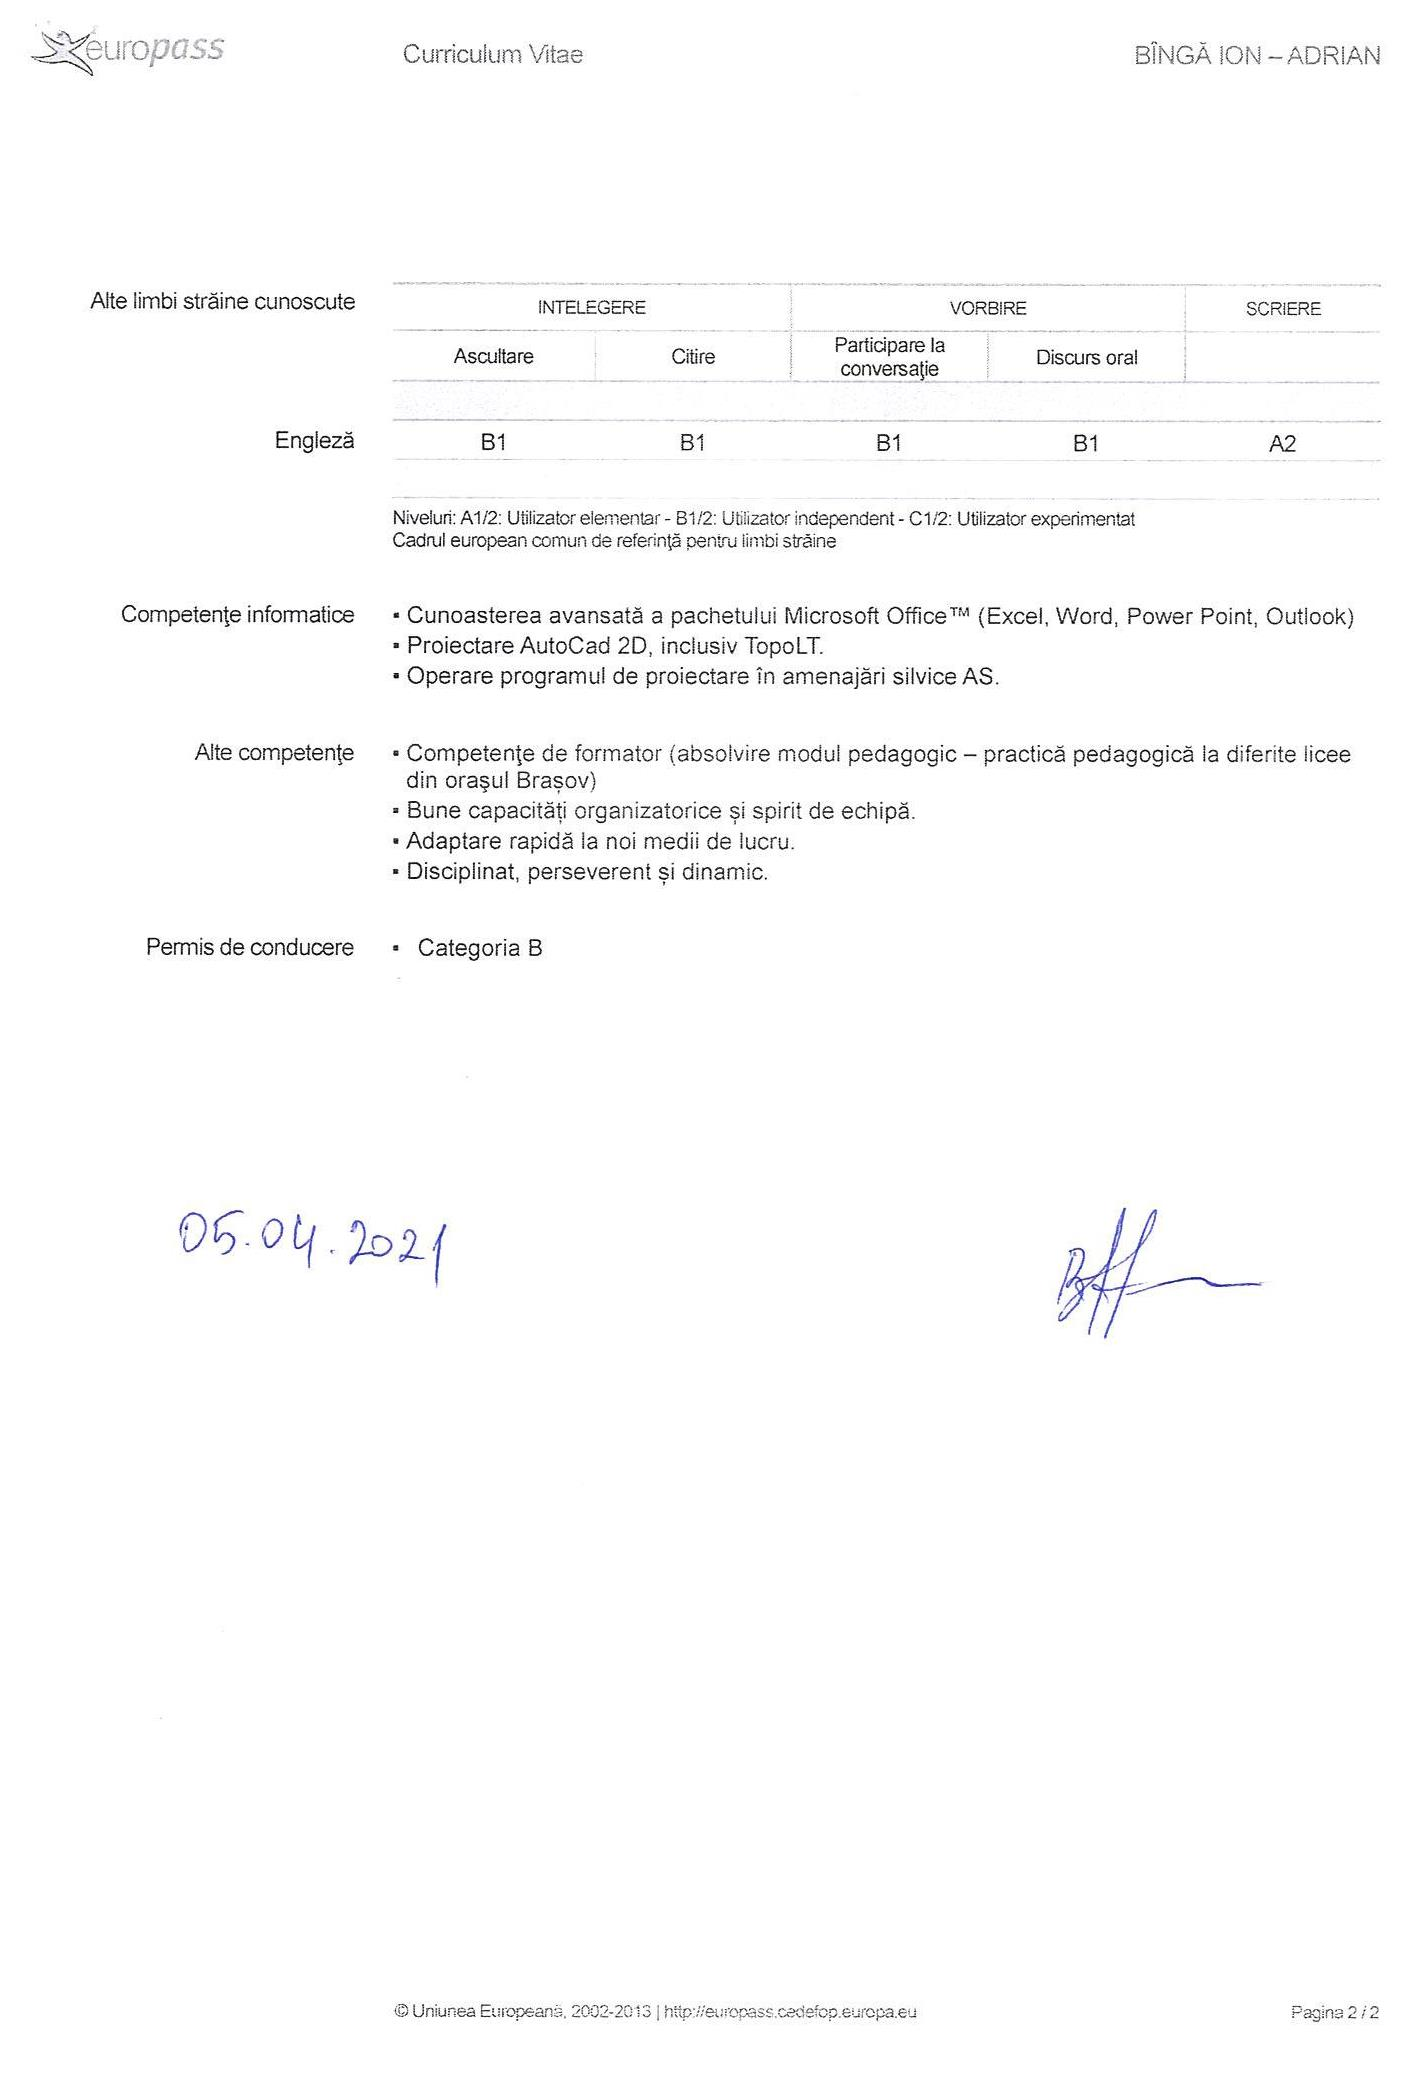 europass
Curriculum Vitae
BÎNGĂ ION – ADRIAN
Alte limbi străine cunoscute
INTELEGERE
VORBIRE
SCRIERE
Ascultare
Citire
Participare la
conversaţie
Discurs oral
Engleză
B1
B1
B1
B1
A2
Niveluri: A1/2: Utilizator elementar - B1/2: Utilizator independent - C1/2: Utilizator experimentat
Cadrul european comun de referinţă pentru limbi străine
Competenţe informatice
▪ Cunoasterea avansată a pachetului Microsoft Office™ (Excel, Word, Power Point, Outlook)
▪ Proiectare AutoCad 2D, inclusiv TopoLT.
▪ Operare programul de proiectare în amenajări silvice AS.
Alte competenţe
▪ Competenţe de formator (absolvire modul pedagogic – practică pedagogică la diferite licee
din oraşul Brașov)
▪ Bune capacități organizatorice și spirit de echipă.
▪ Adaptare rapidă la noi medii de lucru.
▪ Disciplinat, perseverent și dinamic.
Permis de conducere
▪ Categoria B
05.04.2021
© Uniunea Europeană, 2002-2013 | http://europass.cedefop.europa.eu
Pagina 2 / 2